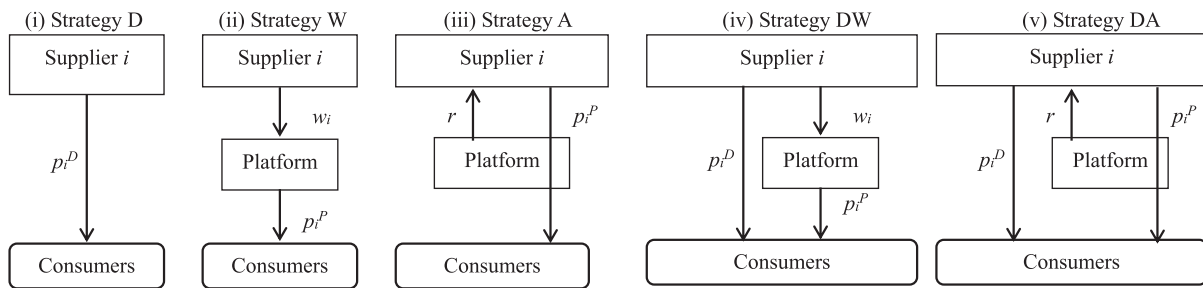 (i) Strategy D
Supplier i
p_i^D
Consumers
(ii) Strategy W
Supplier i
w_i
Platform
p_i^P
Consumers
(iii) Strategy A
Supplier i
r
p_i^P
Platform
Consumers
(iv) Strategy DW
Supplier i
w_i
p_i^D
Platform
p_i^P
Consumers
(v) Strategy DA
Supplier i
r
p_i^P
p_i^D
Platform
Consumers